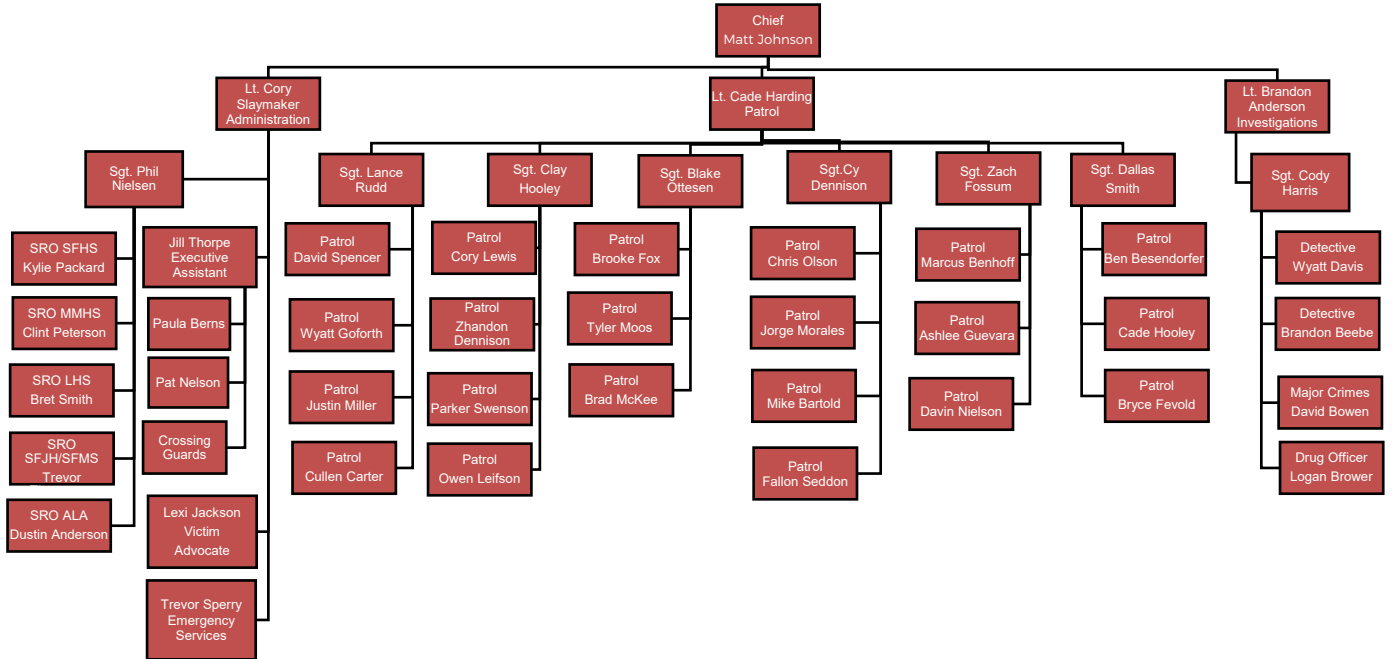 Chief
Matt Johnson
Lt. Cory
Slaymaker
Administration
Lt. Cade Harding
Patrol
Lt. Brandon
Anderson
Investigations
Sgt. Phil
Nielsen
Sgt. Lance
Rudd
Sgt. Clay
Hooley
Sgt. Blake
Ottesen
Sgt.Cy
Dennison
Sgt. Zach
Fossum
Sgt. Dallas
Smith
Sgt. Cody
Harris
SRO SFHS
Kylie Packard
SRO MMHS
Clint Peterson
SRO LHS
Bret Smith
SRO
SFJH/SFMS
Trevor
SRO ALA
Dustin Anderson
Jill Thorpe
Executive
Assistant
Paula Berns
Pat Nelson
Crossing
Guards
Lexi Jackson
Victim
Advocate
Trevor Sperry
Emergency
Services
Patrol
David Spencer
Patrol
Wyatt Goforth
Patrol
Justin Miller
Patrol
Cullen Carter
Patrol
Cory Lewis
Patrol
Zhandon
Dennison
Patrol
Parker Swenson
Patrol
Owen Leifson
Patrol
Brooke Fox
Patrol
Tyler Moos
Patrol
Brad McKee
Patrol
Chris Olson
Patrol
Jorge Morales
Patrol
Mike Bartold
Patrol
Fallon Seddon
Patrol
Marcus Benhoff
Patrol
Ashlee Guevara
Patrol
Davin Nielson
Patrol
Ben Besendorfer
Patrol
Cade Hooley
Patrol
Bryce Fevold
Detective
Wyatt Davis
Detective
Brandon Beebe
Major Crimes
David Bowen
Drug Officer
Logan Brower